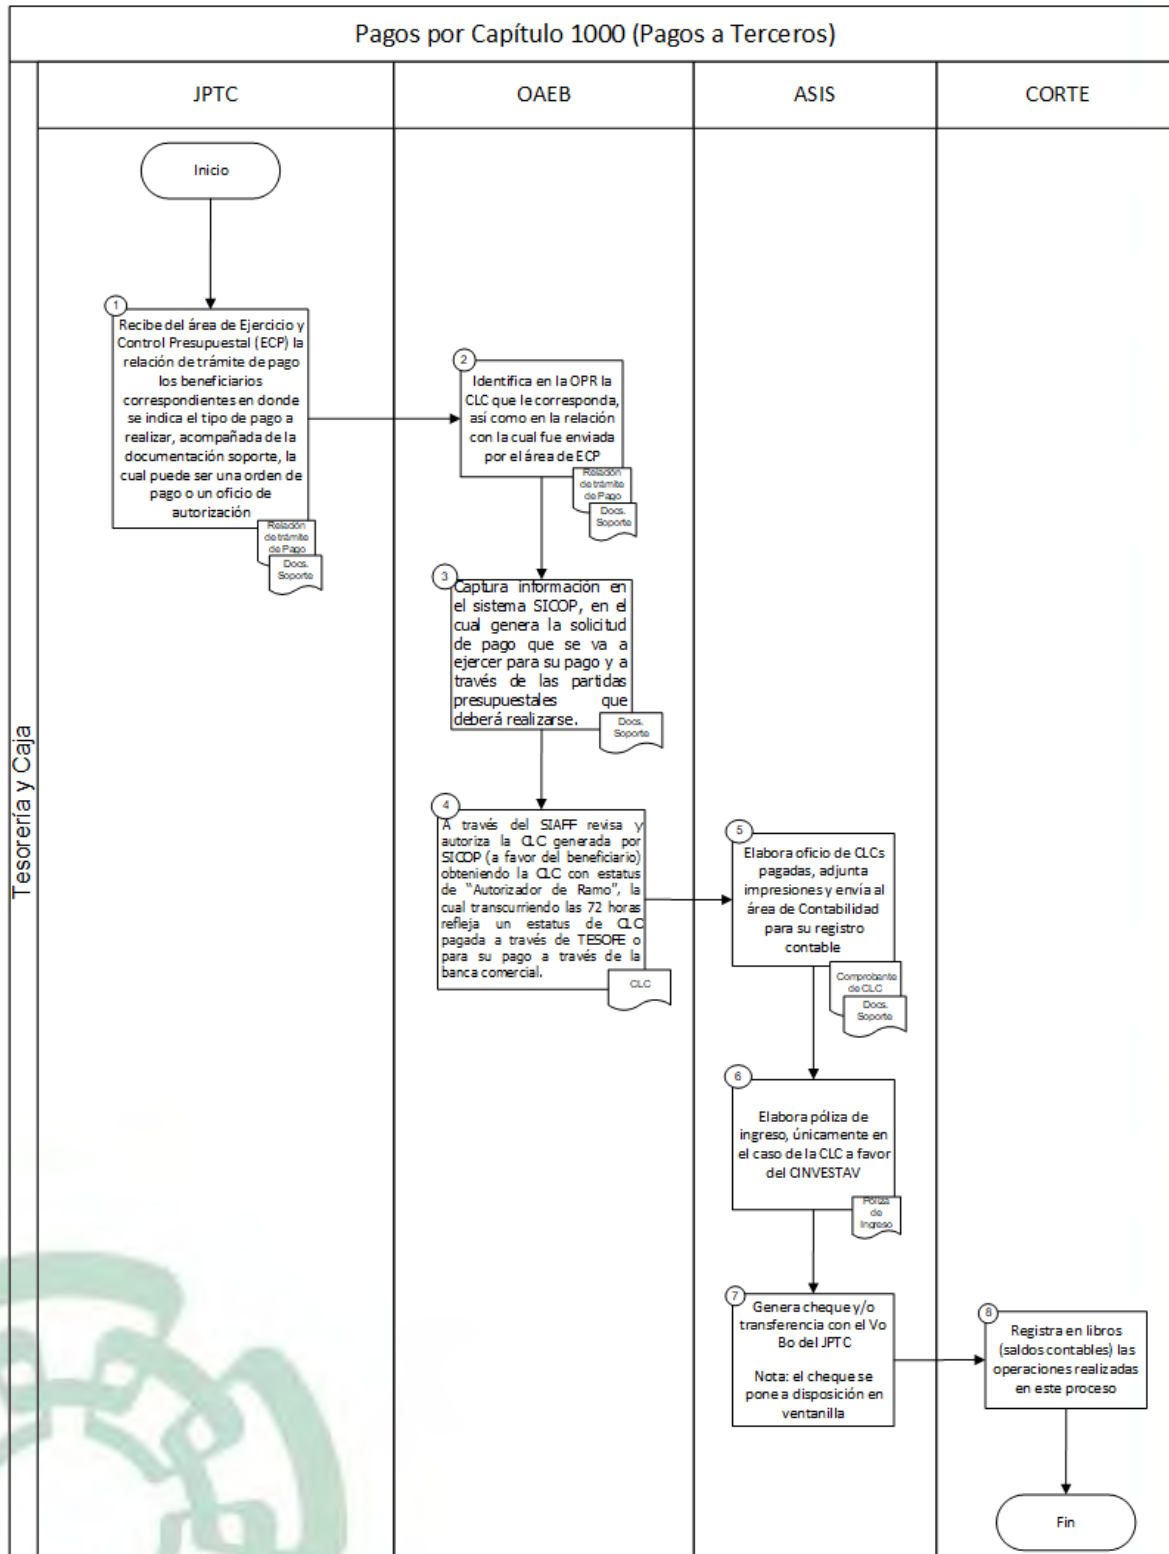 Pagos por Capítulo 1000 (Pagos a Terceros)
JPTC
OAEB
ASIS
CORTE
Tesorería y Caja
Inicio
1
Recibe del área de Ejercicio y
Control Presupuestal (ECP) la
relación de trámite de pago
los beneficiarios
correspondientes en donde
se indica el tipo de pago a
realizar, acompañada de la
documentación soporte, la
cual puede ser una orden de
pago o un oficio de
autorización
Relación
de trámite
de Pago
Docs.
Soporte
2
Identifica en la OPR la
CLC que le corresponda,
así como en la relación
con la cual fue enviada
por el área de ECP
Relación
de trámite
de Pago
Docs.
Soporte
3
Captura información en
el sistema SICOP, en el
cual genera la solicitud
de pago que se va a
ejercer para su pago y a
través de las partidas
presupuestales que
deberá realizarse.
Docs.
Soporte
4
A través del SIAFF revisa y
autoriza la CLC generada por
SICOP (a favor del beneficiario)
obteniendo la CLC con estatus
de “Autorizador de Ramo”, la
cual transcurriendo las 72 horas
refleja un estatus de CLC
pagada a través de TESOFE o
para su pago a través de la
banca comercial.
CLC
5
Elabora oficio de CLCs
pagadas, adjunta
impresiones y envía al
área de Contabilidad
para su registro
contable
Comprobante
de CLC
Docs.
Soporte
6
Elabora póliza de
ingreso, únicamente en
el caso de la CLC a favor
del CINVESTAV
Póliza
de
Ingreso
7
Genera cheque y/o
transferencia con el Vo
Bo del JPTC
Nota: el cheque se
pone a disposición en
ventanilla
8
Registra en libros
(saldos contables) las
operaciones realizadas
en este proceso
Fin